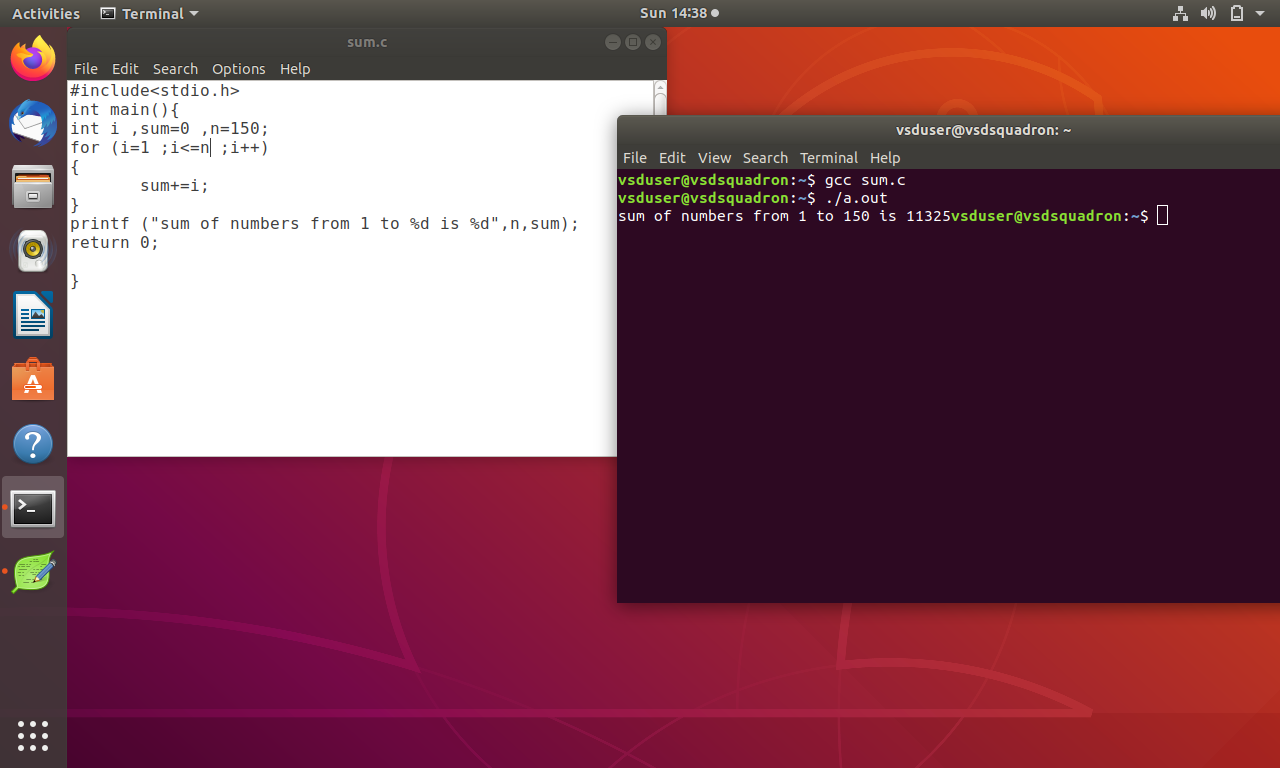 Activities Terminal Sun 14:38
sum.c
File Edit Search Options Help
#include<stdio.h>
int main(){
int i ,sum=0 ,n=150;
for (i=1 ;i<=n ;i++)
{
        sum+=i;
}
printf ("sum of numbers from 1 to %d is %d",n,sum);
return 0;
}
vsduser@vsdsquadron: ~
File Edit View Search Terminal Help
vsduser@vsdsquadron:~$ gcc sum.c
vsduser@vsdsquadron:~$ ./a.out
sum of numbers from 1 to 150 is 11325vsduser@vsdsquadron:~$